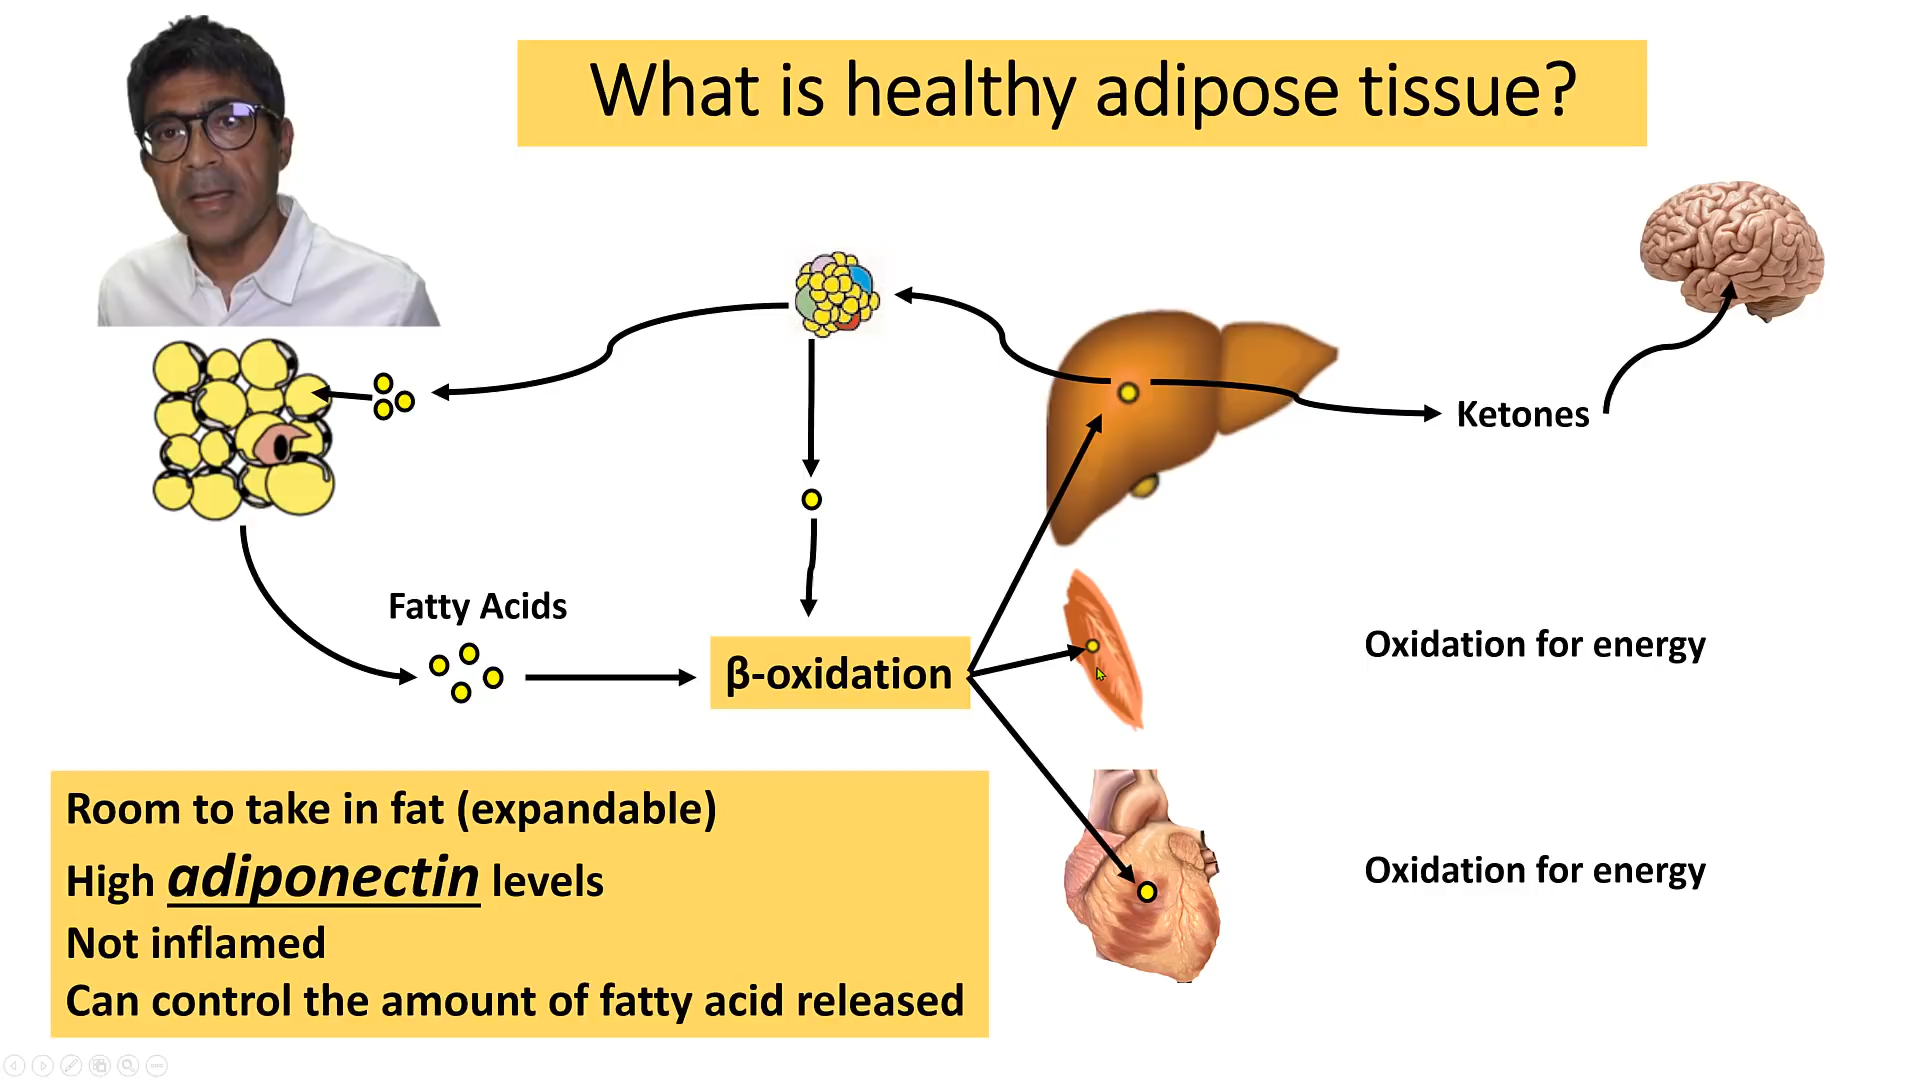 What is healthy adipose tissue?
Ketones
Fatty Acids
β-oxidation
Oxidation for energy
Oxidation for energy
Room to take in fat (expandable)
High adiponectin levels
Not inflamed
Can control the amount of fatty acid released